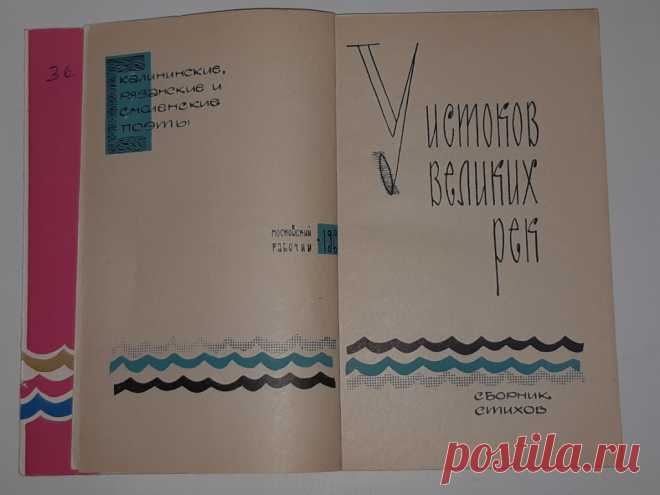 36
калининские,
рязанские и
смоленские
поэты
московский
рабочий
У истоков
великих
рек
сборник
стихов
postila.ru